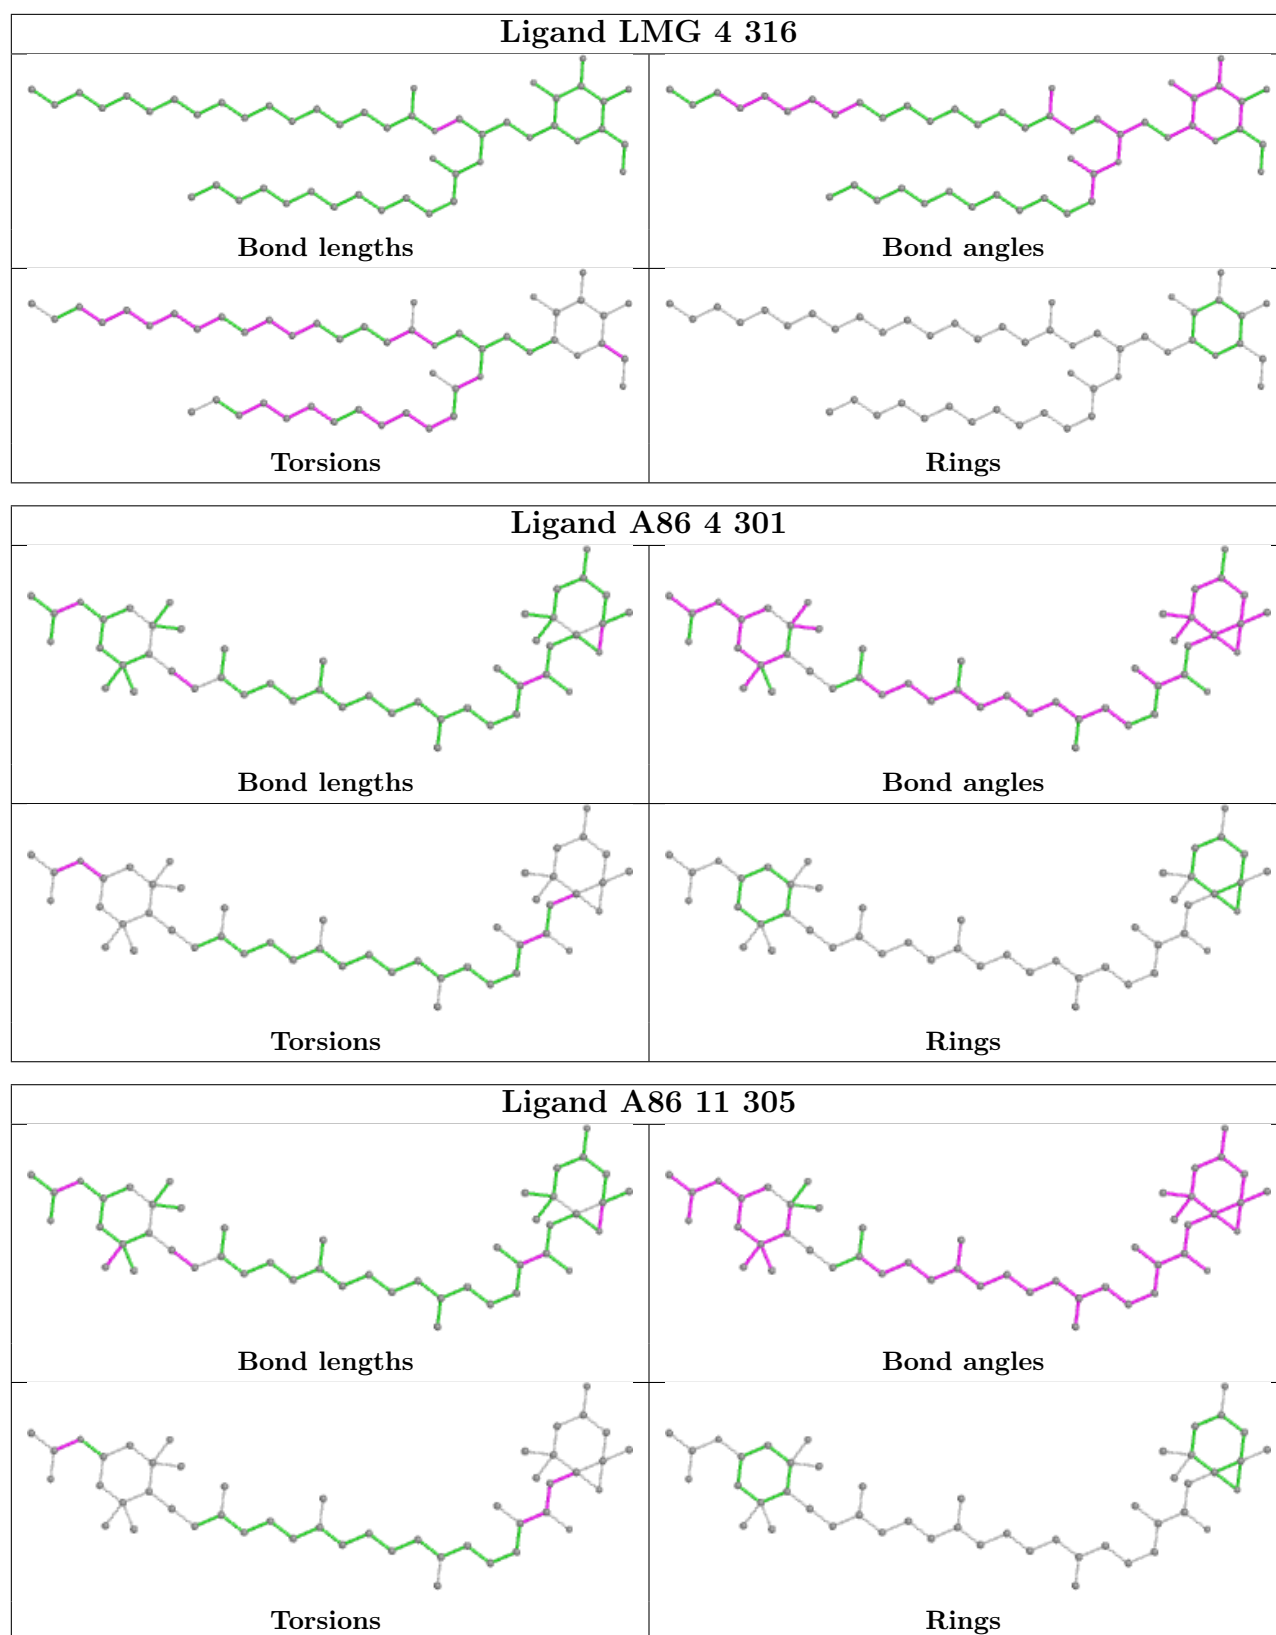 Ligand LMG 4 316
Bond lengths
Bond angles
Torsions
Rings
Ligand A86 4 301
Bond lengths
Bond angles
Torsions
Rings
Ligand A86 11 305
Bond lengths
Bond angles
Torsions
Rings